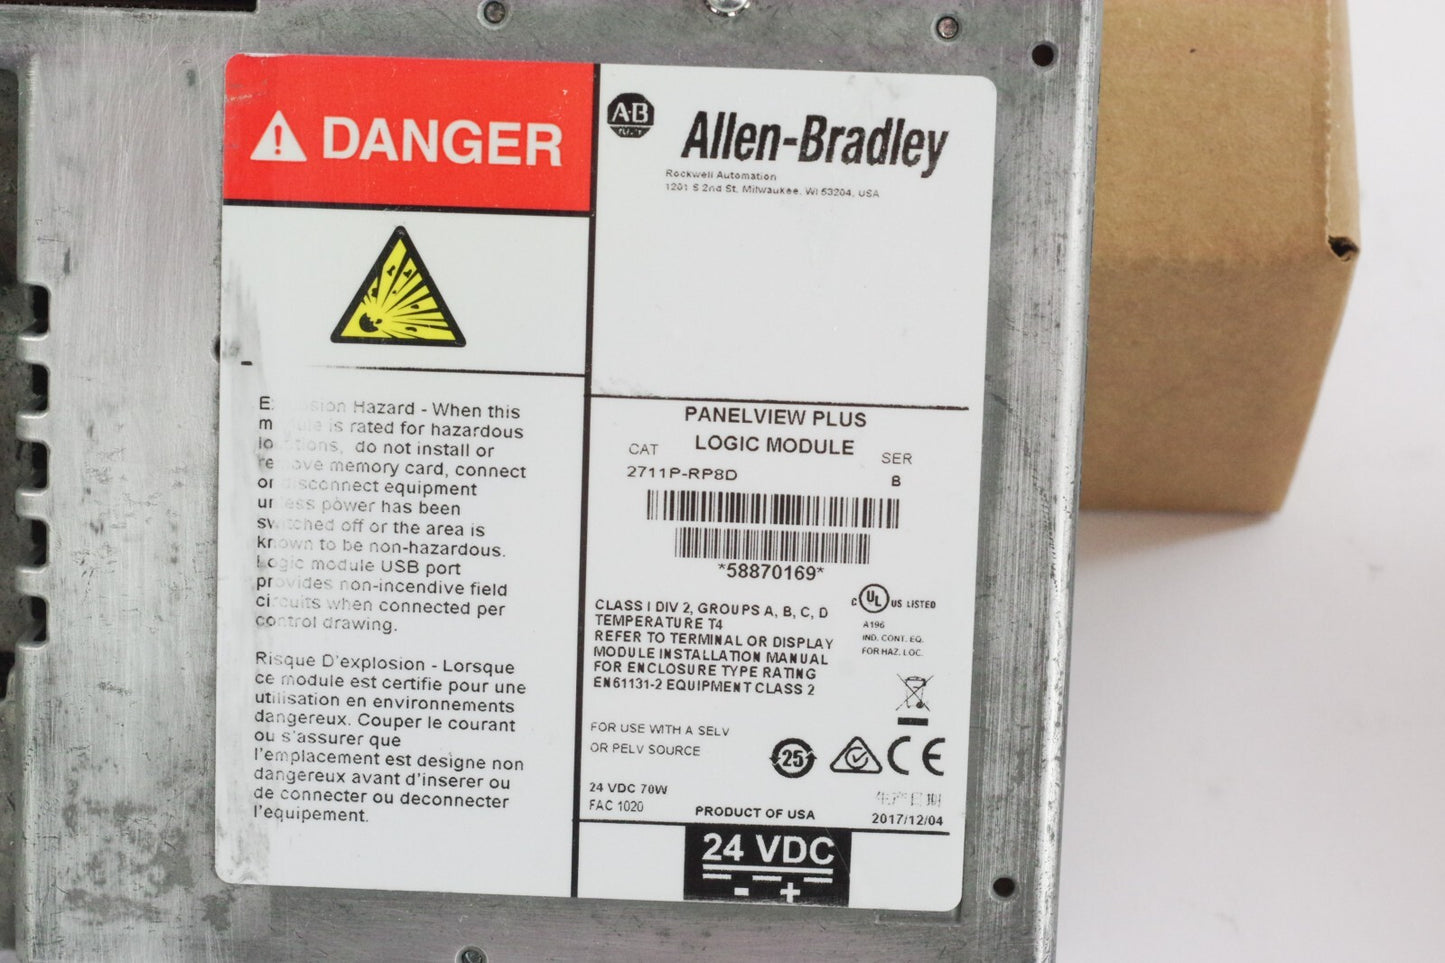 DANGER
Explosion Hazard - When this
module is rated for hazardous
locations, do not install or
remove memory card, connect
or disconnect equipment
unless power has been
switched off or the area is
known to be non-hazardous.
Logic module USB port
provides non-incendive field
circuits when connected per
control drawing.
Risque D'explosion - Lorsque
ce module est certifie pour une
utilisation en environnements
dangereux. Couper le courant
ou s'assurer que
l'emplacement est designe non
dangereux avant d'inserer ou
de connecter ou deconnecter
l'equipement.
A-B
Allen-Bradley
Rockwell Automation
1201 S 2nd St. Milwaukee. WI 53204, USA
PANELVIEW PLUS
LOGIC MODULE
CAT
SER
2711P-RP8D
B
*58870169*
CLASS I DIV 2, GROUPS A, B, C, D
TEMPERATURE T4
REFER TO TERMINAL OR DISPLAY
MODULE INSTALLATION MANUAL
FOR ENCLOSURE TYPE RATING
EN61131-2 EQUIPMENT CLASS 2
C UL US LISTED
A196
IND. CONT. EQ.
FOR HAZ. LOC.
FOR USE WITH A SELV
OR PELV SOURCE
25
CE
24 VDC 70W
FAC 1020
PRODUCT OF USA
生产日期
2017/12/04
24 VDC
- +